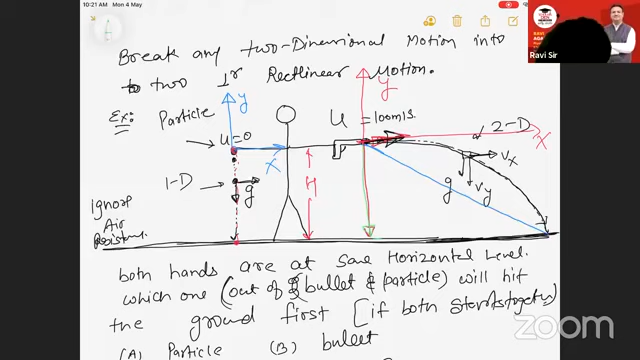 10:21 AM Mon 4 May
Break any two-Dimensional Motion into
to two ⊥r Rectlinear Motion.
Ex: Particle
y
y
u=0
U = 100m/s.
2-D
X
X
1-D
g
H
g
Vx
Vy
Ignore
Air
Resistance
both hands are at same Horizontal Level.
which one (out of bullet & particle) will hit
the ground first [if both starts together]
(A) Particle (B) bullet
Ravi Sir
zoom